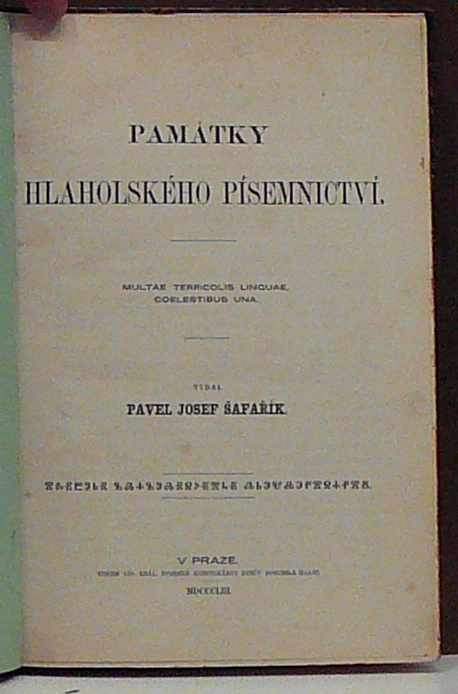 PAMÁTKY
HLAHOLSKÉHO PÍSEMNICTVÍ.
MULTAE TERRICOLIS LINGUAE,
COELESTIBUS UNA.
VYDAL
PAVEL JOSEF ŠAFAŘÍK.
V PRAZE.
MDCCCLIII.